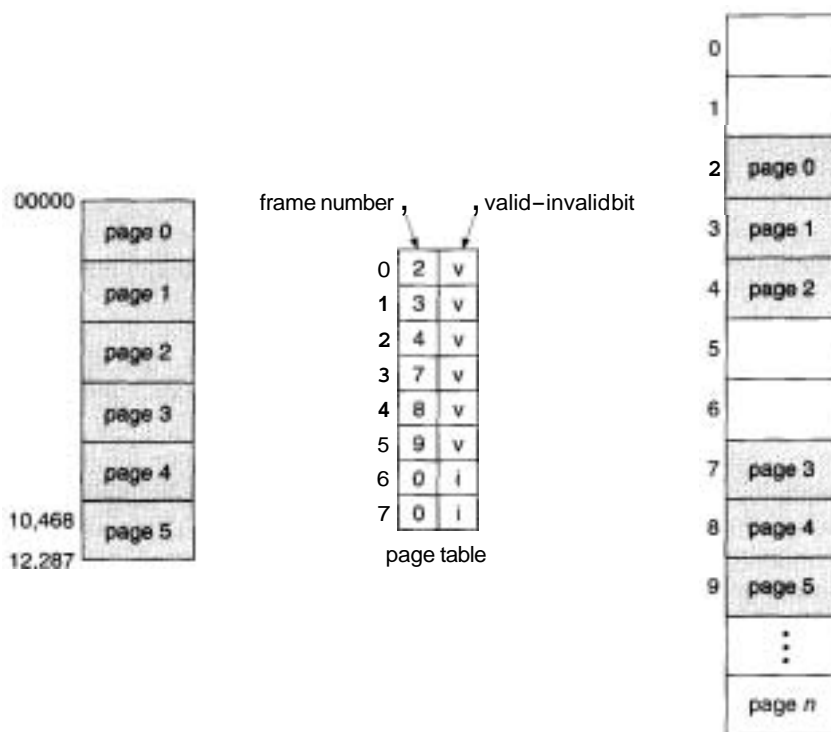 00000
page 0
page 1
page 2
page 3
page 4
10,468
page 5
12,287
frame number , , valid-invalidbit
0 2 v
1 3 v
2 4 v
3 7 v
4 8 v
5 9 v
6 0 i
7 0 i
page table
0
1
2 page 0
3 page 1
4 page 2
5
6
7 page 3
8 page 4
9 page 5
page n